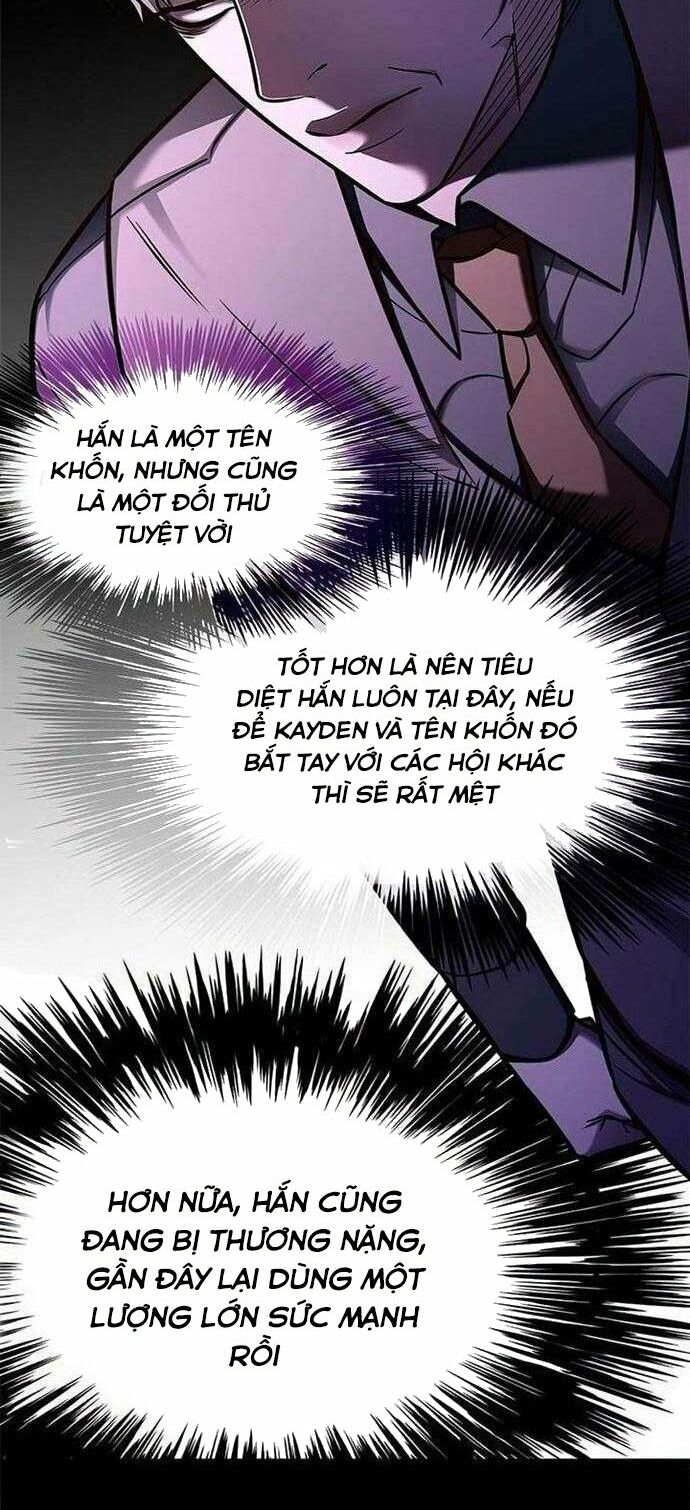 HẮN LÀ MỘT TÊN
KHỐN, NHƯNG CŨNG
LÀ MỘT ĐỐI THỦ
TUYỆT VỜI
TỐT HƠN LÀ NÊN TIÊU
DIỆT HẮN LUÔN TẠI ĐÂY, NẾU
ĐỂ KAYDEN VÀ TÊN KHỐN ĐÓ
BẮT TAY VỚI CÁC HỘI KHÁC
THÌ SẼ RẤT MỆT
HƠN NỮA, HẮN CŨNG
ĐANG BỊ THƯƠNG NẶNG,
GẦN ĐÂY LẠI DÙNG MỘT
LƯỢNG LỚN SỨC MẠNH
RỒI